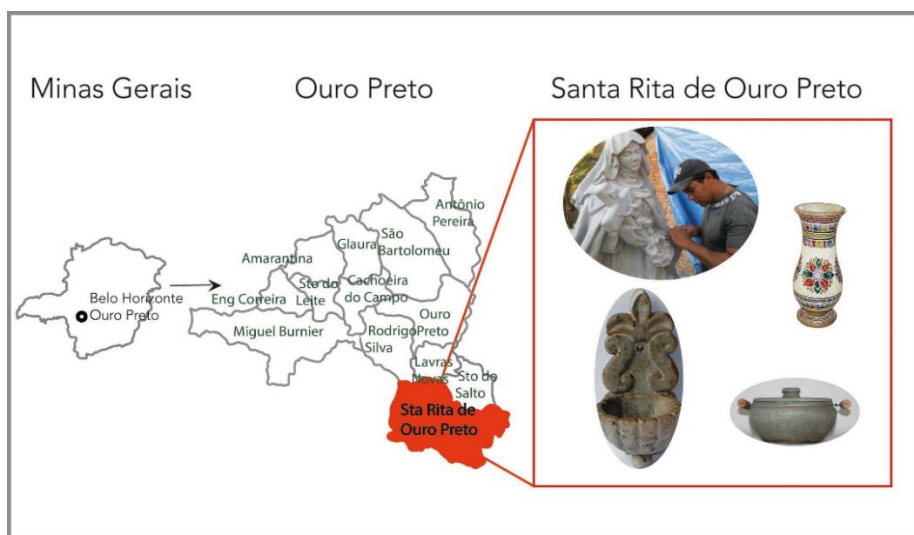 Minas Gerais
Ouro Preto
Santa Rita de Ouro Preto
Belo Horizonte
Ouro Preto
Antônio
Pereira
São
Bartolomeu
Glaura
Amarantina
Sto do
Leite
Cachoeira
do Campo
Eng Correira
Miguel Burnier
Rodrigo
Silva
Ouro
Preto
Lavras
Novas
Sto do
Salto
Sta Rita de
Ouro Preto